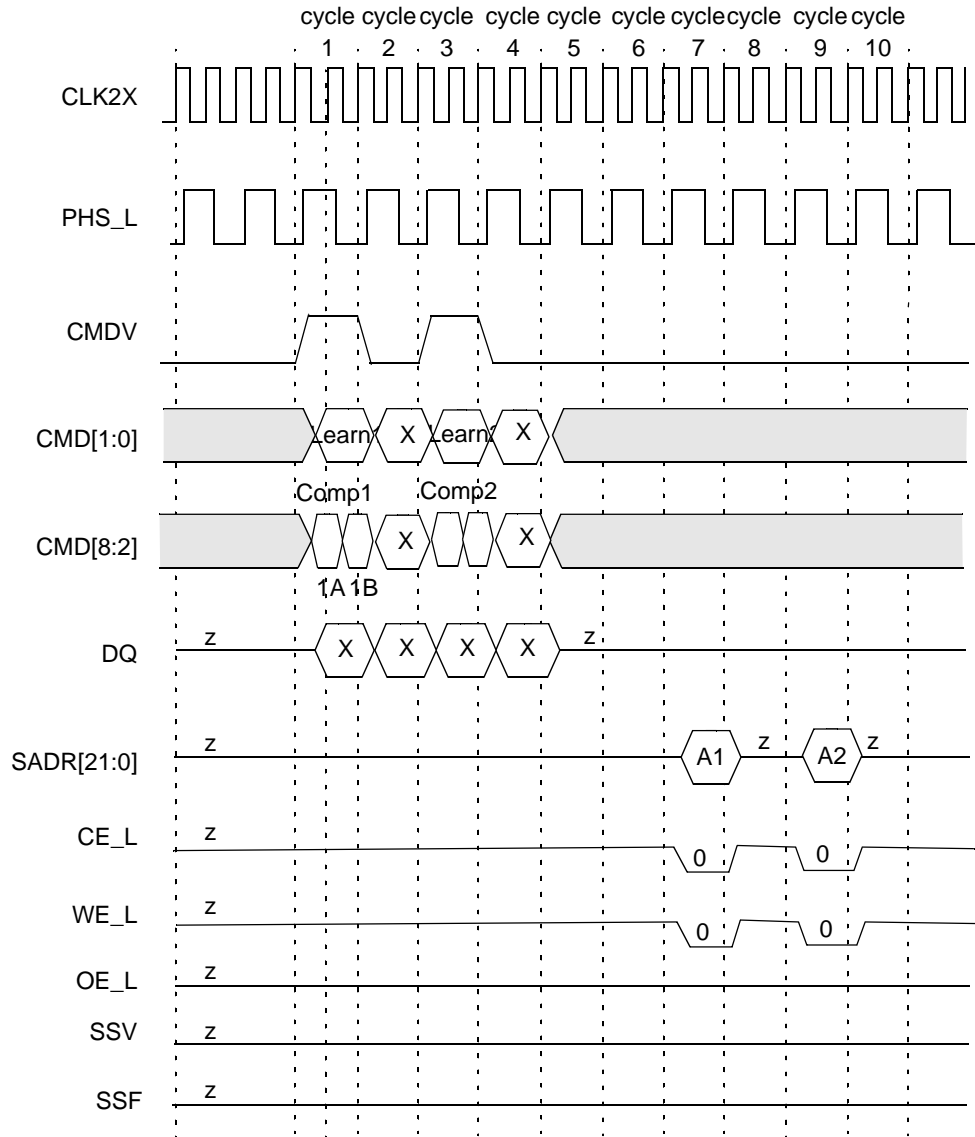 cycle cycle cycle cycle cycle cycle cycle cycle cycle cycle
1 2 3 4 5 6 7 8 9 10
CLK2X
PHS_L
CMDV
CMD[1:0] Learn1 X Learn2 X
Comp1 Comp2
CMD[8:2] X X
1A 1B
DQ z X X X X z
SADR[21:0] z A1 z A2 z
CE_L z 0 0
WE_L z 0 0
OE_L z
SSV z
SSF z